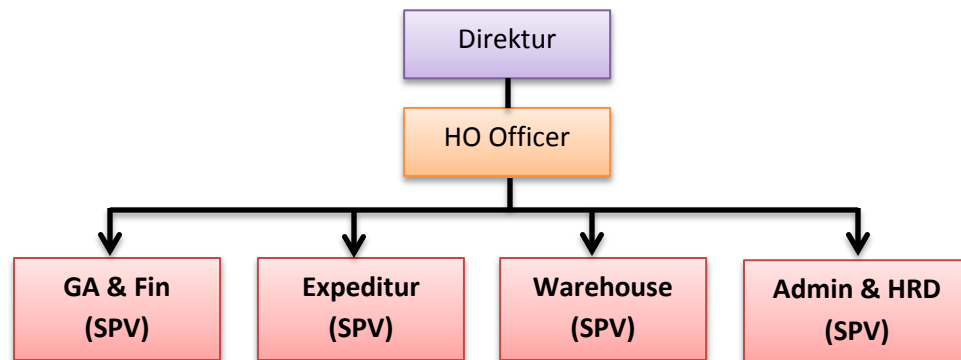 Direktur
HO Officer
GA & Fin
(SPV)
Expeditur
(SPV)
Warehouse
(SPV)
Admin & HRD
(SPV)